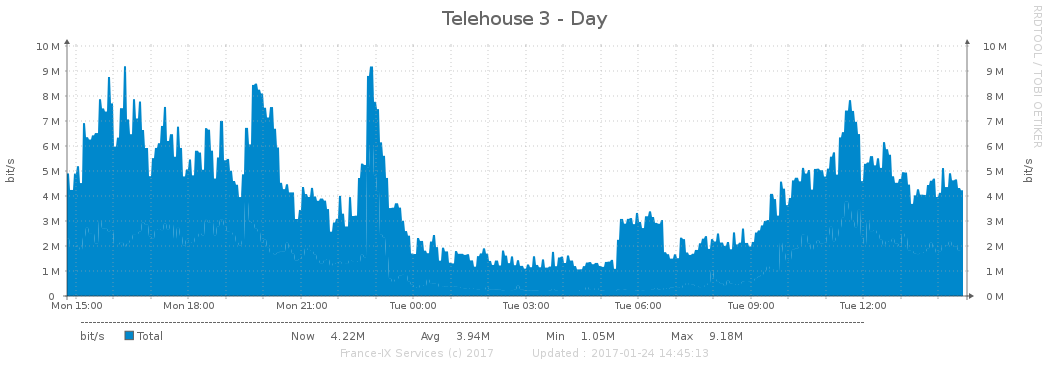 Telehouse 3 - Day
RRDTOOL / TOBI OETIKER
10 M 10 M
9 M 9 M
8 M 8 M
7 M 7 M
6 M 6 M
5 M 5 M
4 M 4 M
3 M 3 M
2 M 2 M
1 M 1 M
0 0 M
bit/s bit/s
Mon 15:00 Mon 18:00 Mon 21:00 Tue 00:00 Tue 03:00 Tue 06:00 Tue 09:00 Tue 12:00
bit/s Total Now 4.22M Avg 3.94M Min 1.05M Max 9.18M
France-IX Services (c) 2017 Updated : 2017-01-24 14:45:13